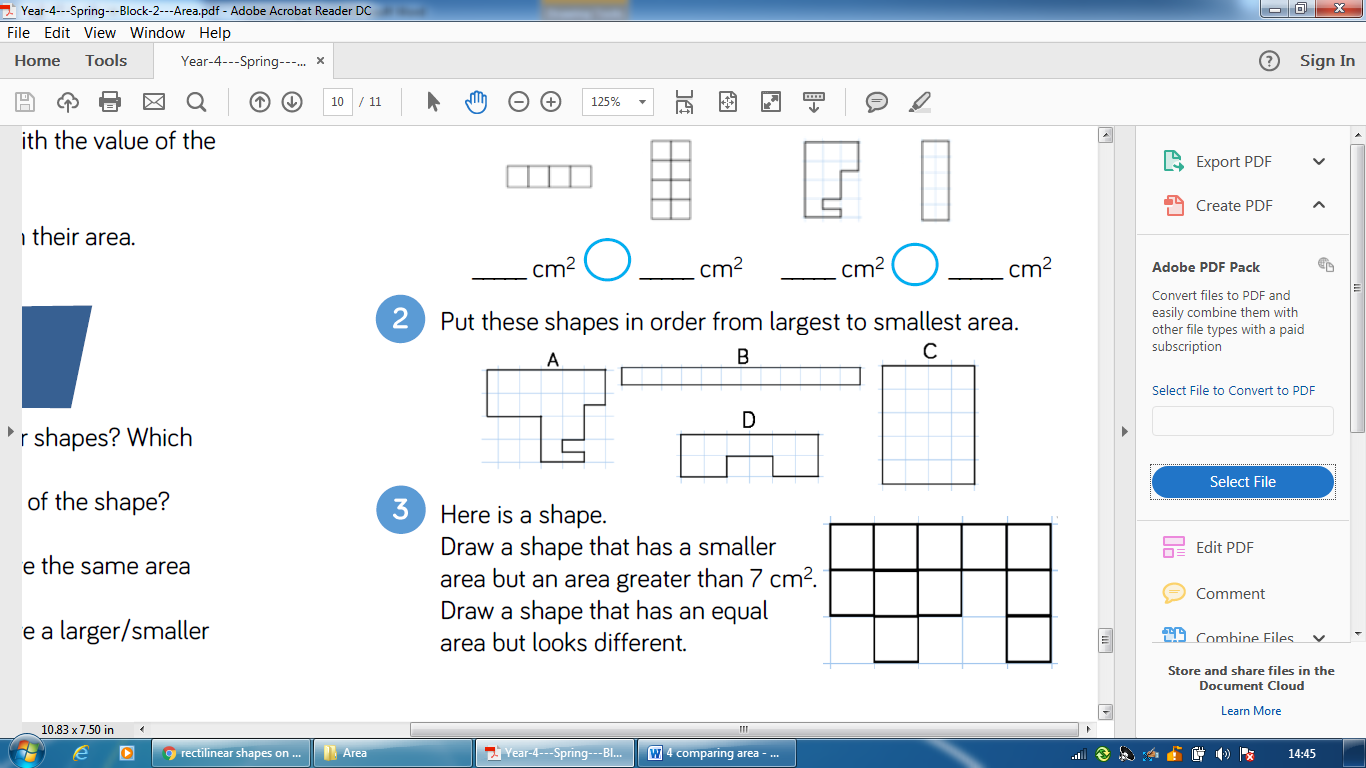 Year-4---Spring---Block-2---Area.pdf - Adobe Acrobat Reader DC
File Edit View Window Help
Home Tools Year-4---Spring---... × Sign In
10 / 11 125%
ith the value of the
their area.
r shapes? Which
of the shape?
e the same area
e a larger/smaller
_____ cm² _____ cm² _____ cm² _____ cm²
2 Put these shapes in order from largest to smallest area.
A B C
D
3 Here is a shape.
Draw a shape that has a smaller
area but an area greater than 7 cm².
Draw a shape that has an equal
area but looks different.
Export PDF
Create PDF
Adobe PDF Pack
Convert files to PDF and
easily combine them with
other file types with a paid
subscription
Select File to Convert to PDF
Select File
Edit PDF
Comment
Combine Files
Store and share files in the
Document Cloud
Learn More
10.83 x 7.50 in
rectilinear shapes on ... Area Year-4---Spring---Bl... 4 comparing area - ... 14:45